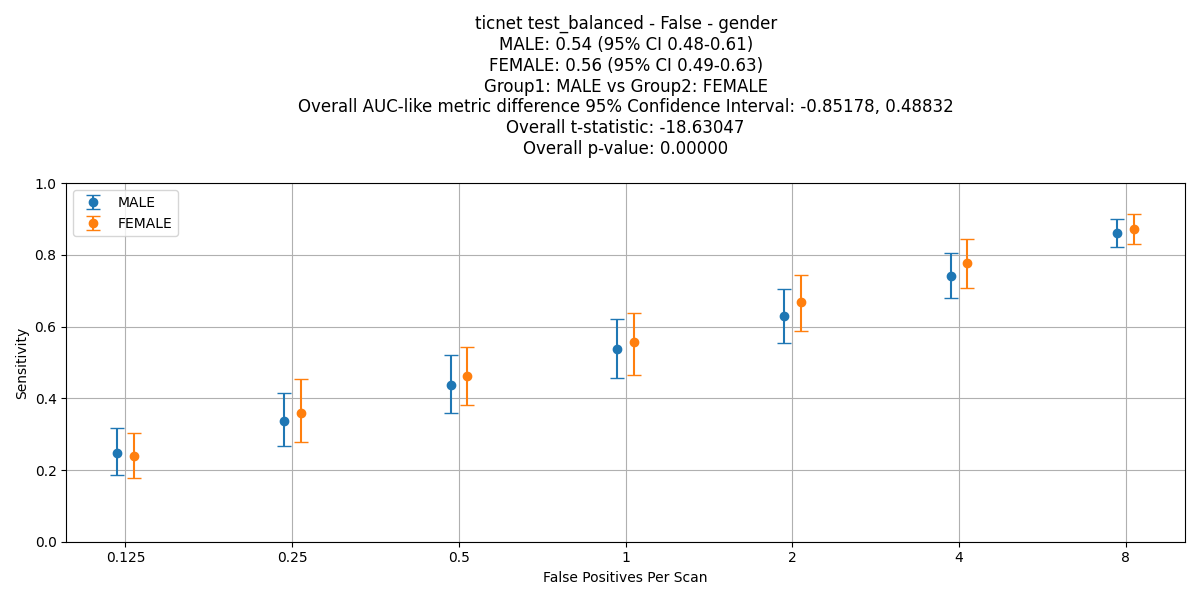 ticnet test_balanced - False - gender
MALE: 0.54 (95% CI 0.48-0.61)
FEMALE: 0.56 (95% CI 0.49-0.63)
Group1: MALE vs Group2: FEMALE
Overall AUC-like metric difference 95% Confidence Interval: -0.85178, 0.48832
Overall t-statistic: -18.63047
Overall p-value: 0.00000
MALE
FEMALE
1.0
0.8
0.6
0.4
0.2
0.0
Sensitivity
0.125 0.25 0.5 1 2 4 8
False Positives Per Scan